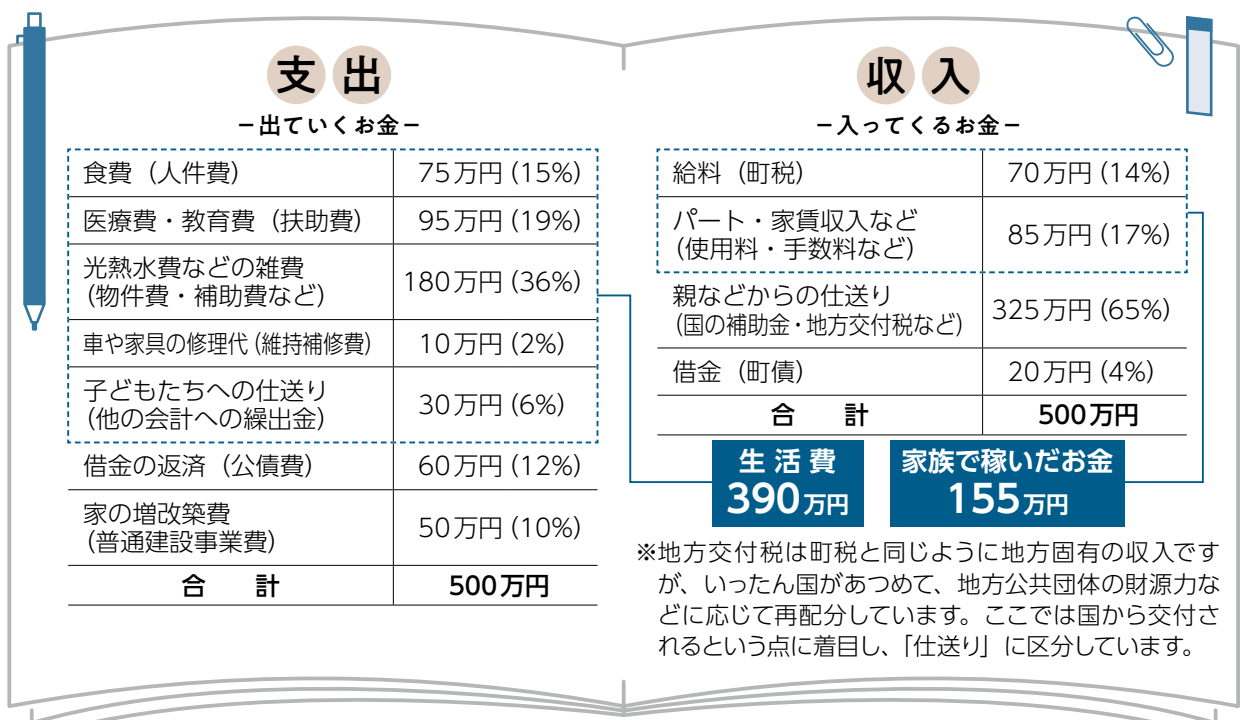 支出
－出ていくお金－
食費（人件費） 75万円(15%)
医療費・教育費（扶助費） 95万円(19%)
光熱水費などの雑費
(物件費・補助費など) 180万円(36%)
車や家具の修理代(維持補修費) 10万円(2%)
子どもたちへの仕送り
(他の会計への繰出金) 30万円(6%)
借金の返済（公債費） 60万円(12%)
家の増改築費
(普通建設事業費) 50万円(10%)
合計 500万円
収入
－入ってくるお金－
給料（町税） 70万円(14%)
パート・家賃収入など
(使用料・手数料など) 85万円(17%)
親などからの仕送り
(国の補助金・地方交付税など) 325万円(65%)
借金（町債） 20万円(4%)
合計 500万円
生活費
390万円
家族で稼いだお金
155万円
※地方交付税は町税と同じように地方固有の収入です
が、いったん国があつめて、地方公共団体の財源力な
どに応じて再配分しています。ここでは国から交付さ
れるという点に着目し、「仕送り」に区分しています。